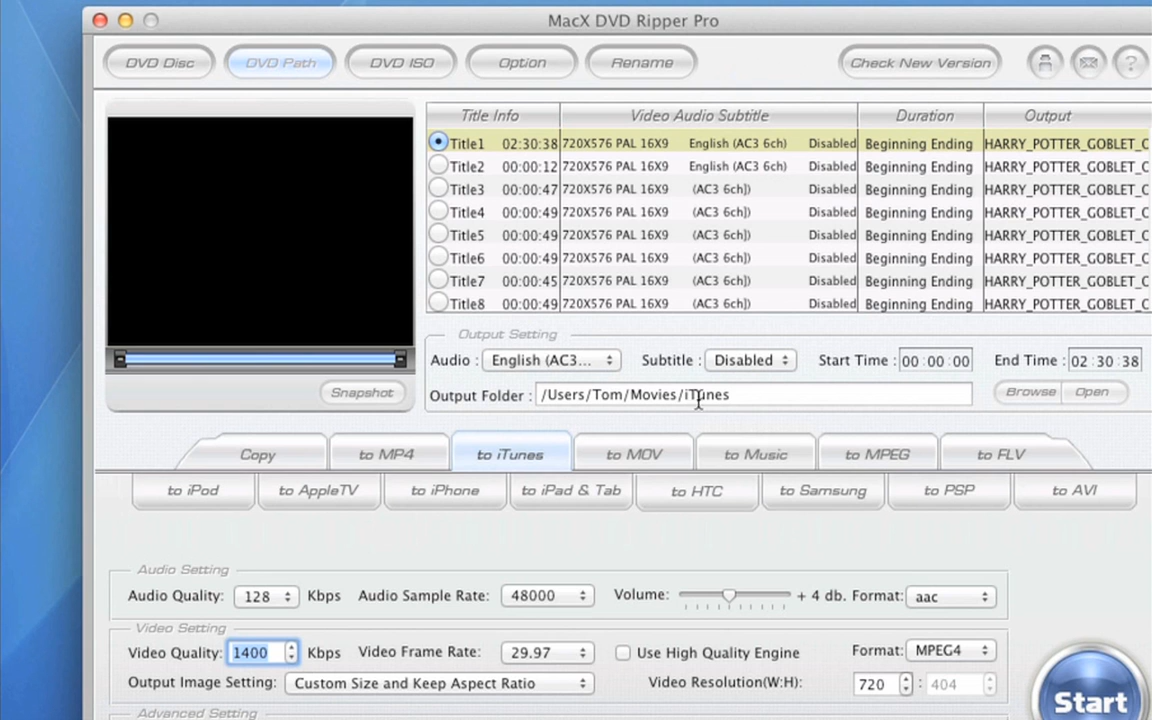 MacX DVD Ripper Pro
DVD Disc DVD Path DVD ISO Option Rename Check New Version ?
Title Info Video Audio Subtitle Duration Output
Title1 02:30:38 720X576 PAL 16X9 English (AC3 6ch) Disabled Beginning Ending HARRY_POTTER_GOBLET_C
Title2 00:00:12 720X576 PAL 16X9 English (AC3 6ch) Disabled Beginning Ending HARRY_POTTER_GOBLET_C
Title3 00:00:47 720X576 PAL 16X9 (AC3 6ch]) Disabled Beginning Ending HARRY_POTTER_GOBLET_C
Title4 00:00:49 720X576 PAL 16X9 (AC3 6ch]) Disabled Beginning Ending HARRY_POTTER_GOBLET_C
Title5 00:00:49 720X576 PAL 16X9 (AC3 6ch]) Disabled Beginning Ending HARRY_POTTER_GOBLET_C
Title6 00:00:49 720X576 PAL 16X9 (AC3 6ch]) Disabled Beginning Ending HARRY_POTTER_GOBLET_C
Title7 00:00:45 720X576 PAL 16X9 (AC3 6ch]) Disabled Beginning Ending HARRY_POTTER_GOBLET_C
Title8 00:00:49 720X576 PAL 16X9 (AC3 6ch]) Disabled Beginning Ending HARRY_POTTER_GOBLET_C
Output Setting
Audio : English (AC3... Subtitle : Disabled Start Time : 00:00:00 End Time : 02:30:38
Snapshot Output Folder : /Users/Tom/Movies/iTunes Browse Open
Copy to MP4 to iTunes to MOV to Music to MPEG to FLV
to iPod to AppleTV to iPhone to iPad & Tab to HTC to Samsung to PSP to AVI
Audio Setting
Audio Quality: 128 Kbps Audio Sample Rate: 48000 Volume: + 4 db. Format: aac
Video Setting
Video Quality: 1400 Kbps Video Frame Rate: 29.97 Use High Quality Engine Format: MPEG4
Output Image Setting: Custom Size and Keep Aspect Ratio Video Resolution(W:H): 720 : 404
Start
Advanced Setting